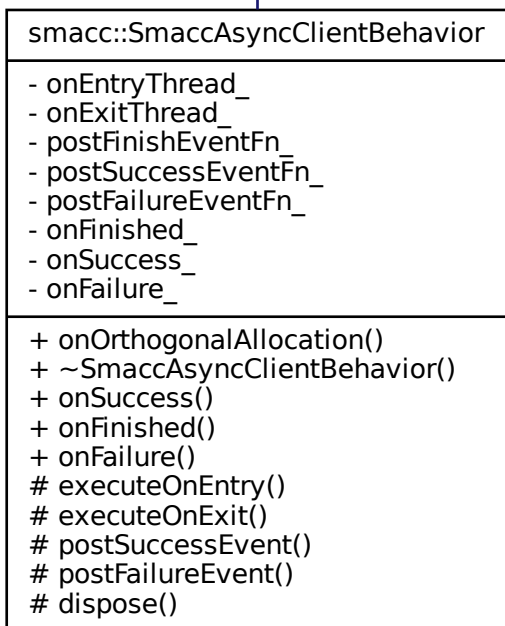 smacc::SmaccAsyncClientBehavior
- onEntryThread_
- onExitThread_
- postFinishEventFn_
- postSuccessEventFn_
- postFailureEventFn_
- onFinished_
- onSuccess_
- onFailure_
+ onOrthogonalAllocation()
+ ~SmaccAsyncClientBehavior()
+ onSuccess()
+ onFinished()
+ onFailure()
# executeOnEntry()
# executeOnExit()
# postSuccessEvent()
# postFailureEvent()
# dispose()